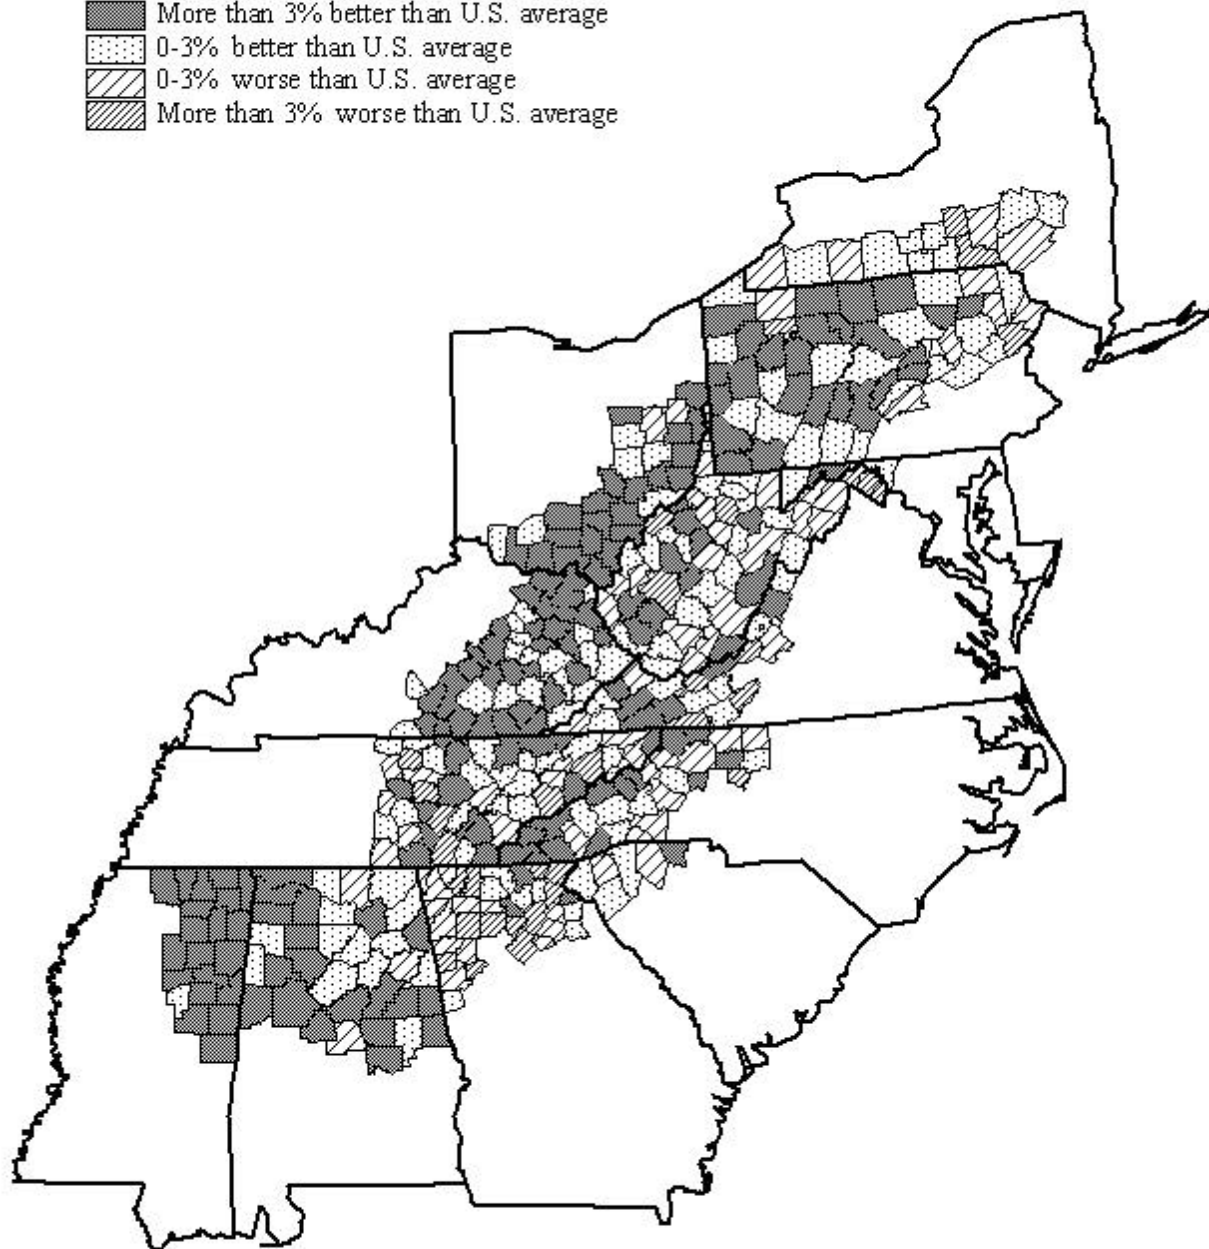 More than 3% better than U.S. average
0-3% better than U.S. average
0-3% worse than U.S. average
More than 3% worse than U.S. average